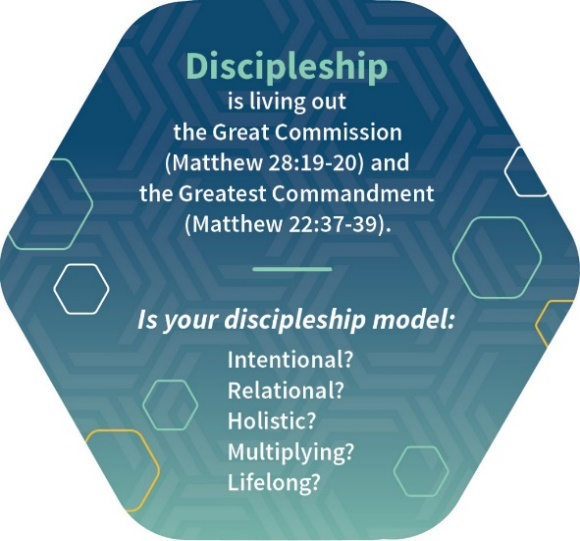 Discipleship
is living out
the Great Commission
(Matthew 28:19-20) and
the Greatest Commandment
(Matthew 22:37-39).
Is your discipleship model:
Intentional?
Relational?
Holistic?
Multiplying?
Lifelong?